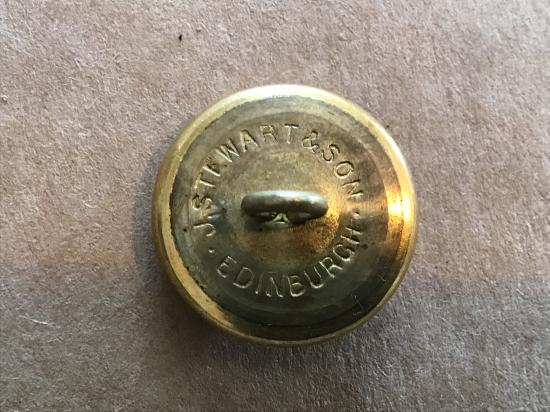 J. STEWART & SON
· EDINBURGH ·